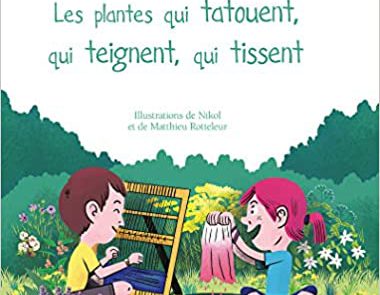 Les plantes qui tatouent,
qui teignent, qui tissent
Illustrations de Nikol
et de Matthieu Rotteleur